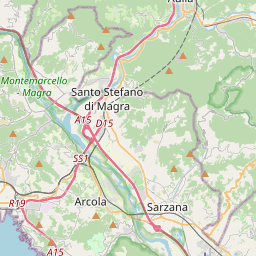 Montemarcello
- Magra
Santo Stefano
di Magra
A15
D15
SS1
R19
Arcola
Sarzana
A15